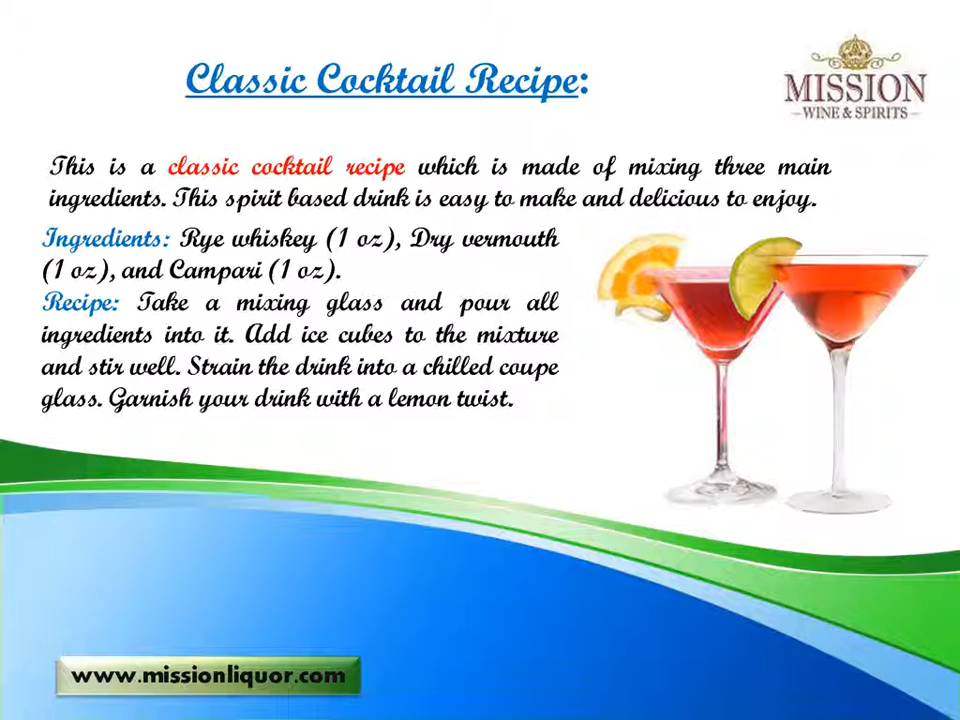 Classic Cocktail Recipe:
MISSION
WINE & SPIRITS
This is a classic cocktail recipe which is made of mixing three main
ingredients. This spirit based drink is easy to make and delicious to enjoy.
Ingredients: Rye whiskey (1 oz), Dry vermouth
(1 oz), and Campari (1 oz).
Recipe: Take a mixing glass and pour all
ingredients into it. Add ice cubes to the mixture
and stir well. Strain the drink into a chilled coupe
glass. Garnish your drink with a lemon twist.
www.missionliquor.com